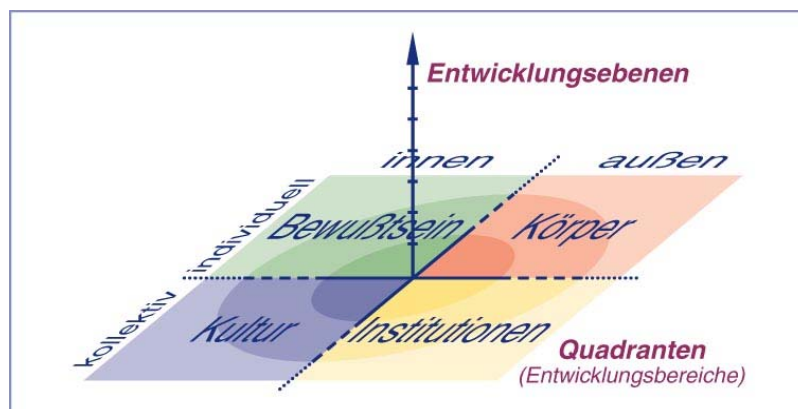 Entwicklungsebenen
innen
außen
individuell
Bewußtsein
Körper
kollektiv
Kultur
Institutionen
Quadranten
(Entwicklungsbereiche)